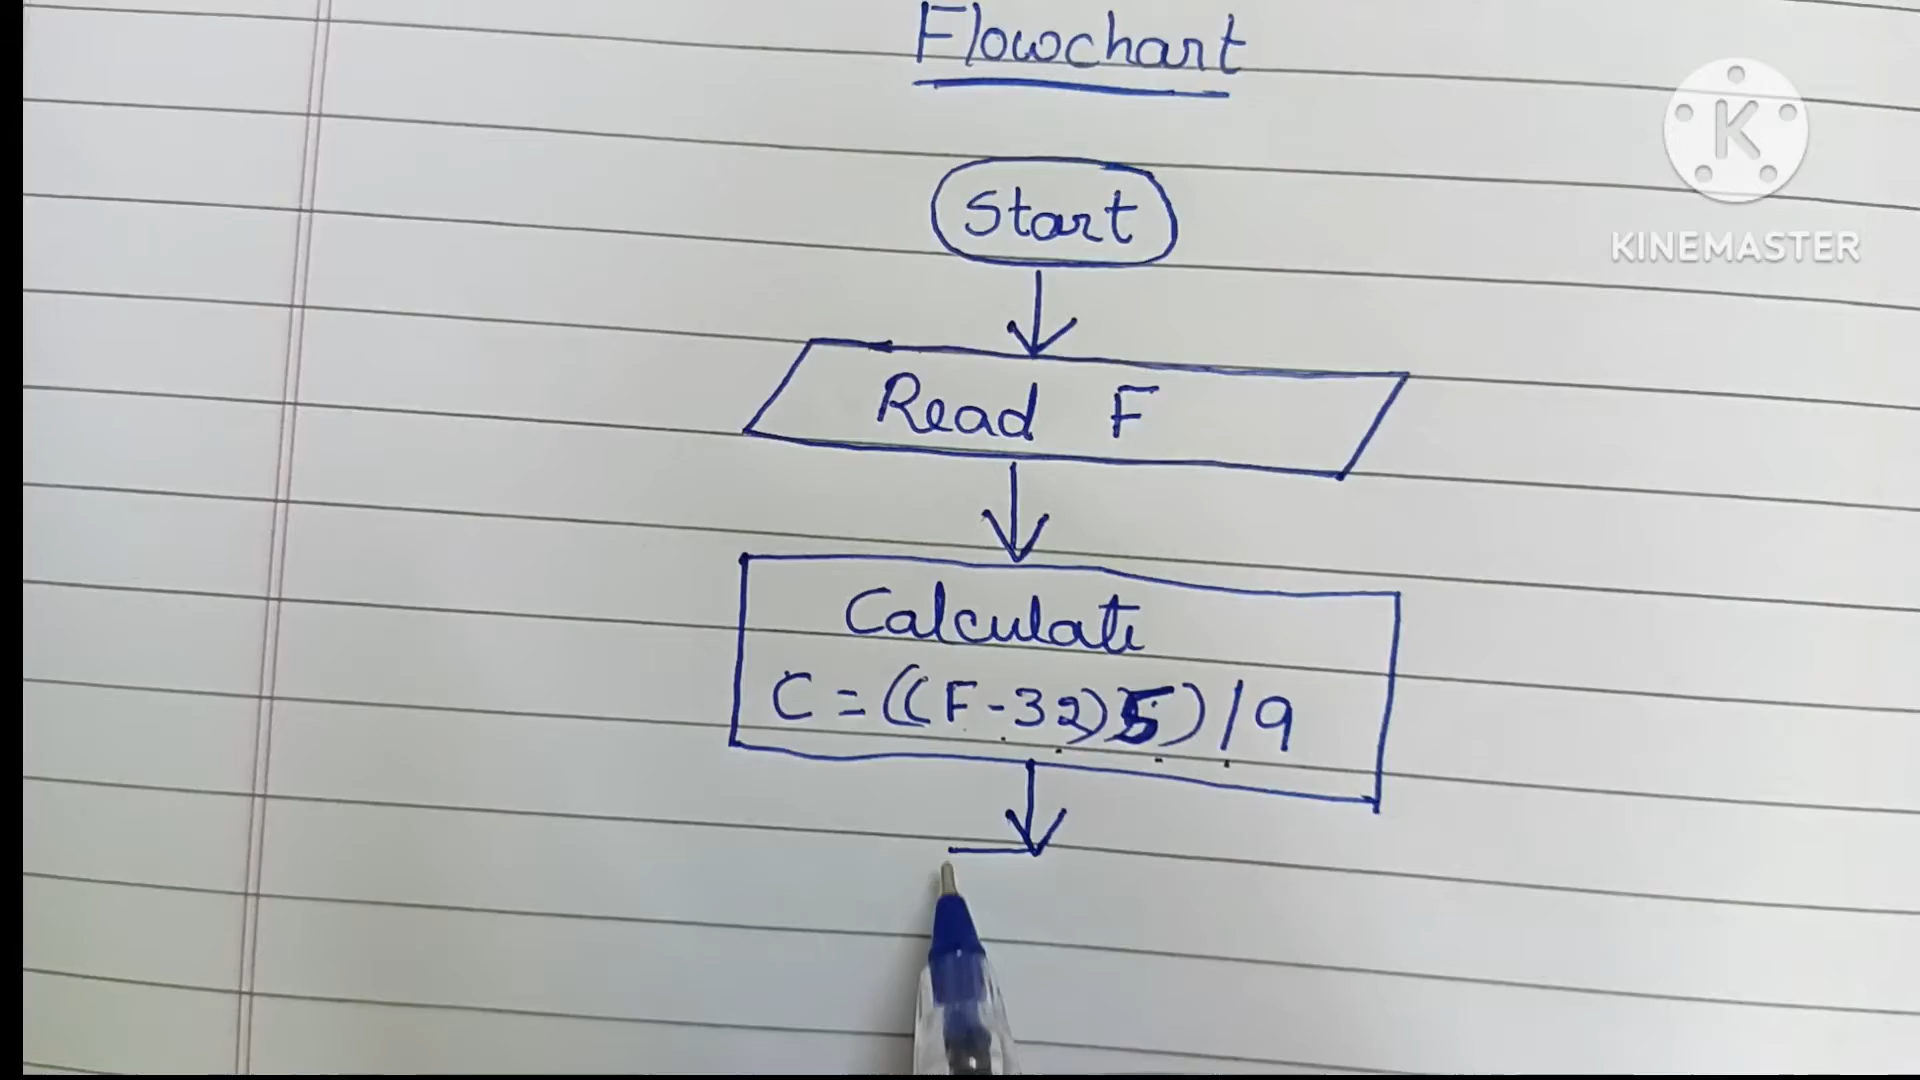 Flowchart
K
KINEMASTER
Start
Read F
Calculate
C = ((F-32)5)/9